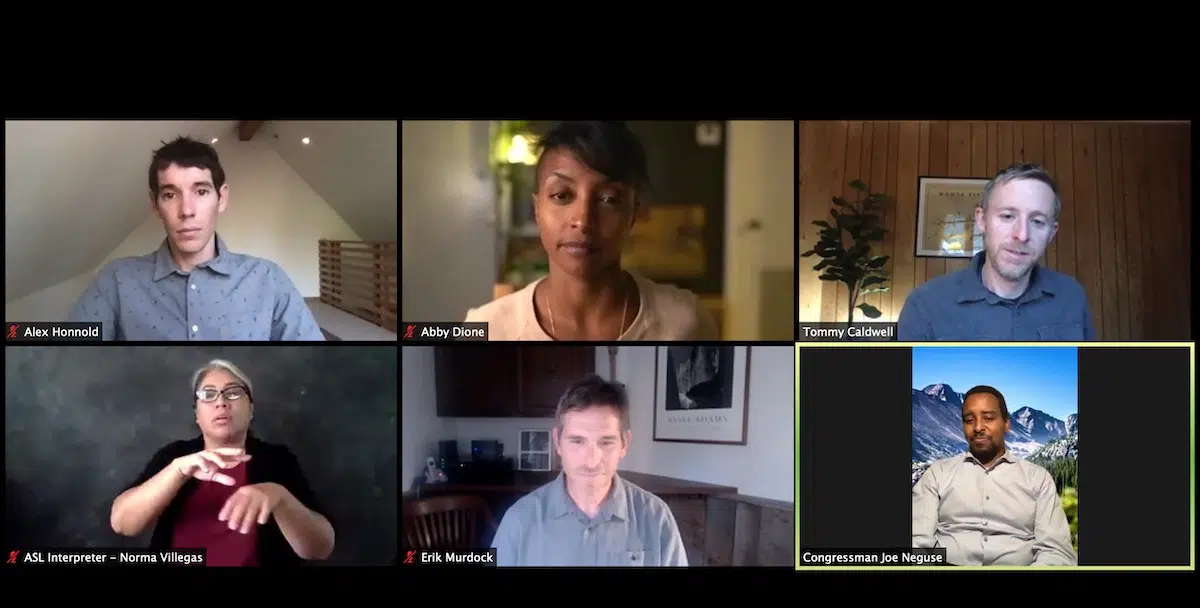 Alex Honnold
Abby Dione
Tommy Caldwell
ANSEL ADAMS
ASL Interpreter – Norma Villegas
Erik Murdock
Congressman Joe Neguse